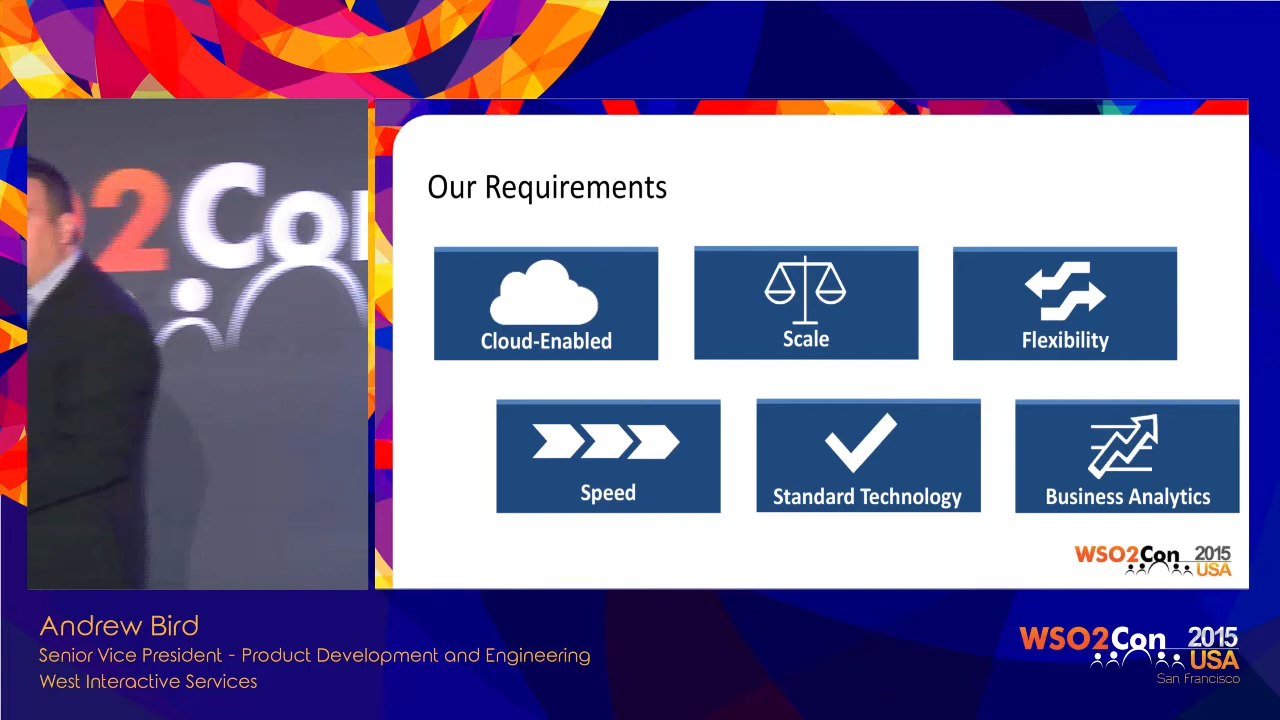 2Con
Our Requirements
Cloud-Enabled
Scale
Flexibility
Speed
Standard Technology
Business Analytics
WSO2Con 2015
USA
Andrew Bird
Senior Vice President - Product Development and Engineering
West Interactive Services
WSO2Con 2015
USA
San Francisco